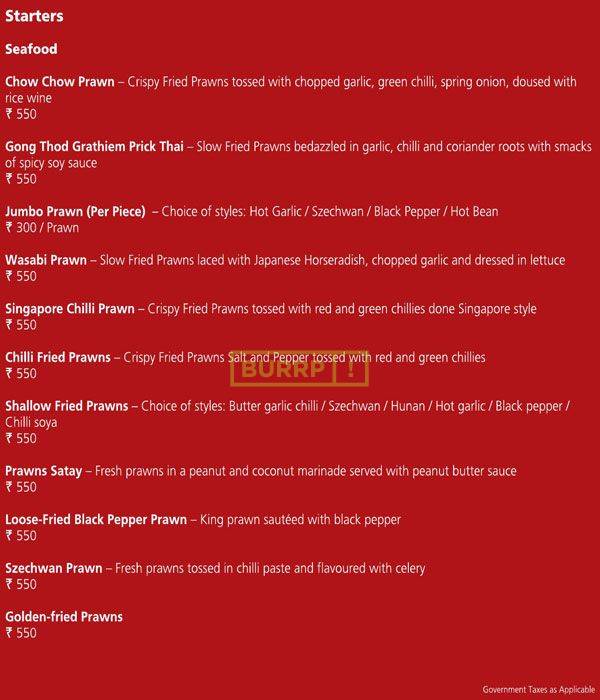 Starters
Seafood
Chow Chow Prawn – Crispy Fried Prawns tossed with chopped garlic, green chilli, spring onion, doused with
rice wine
₹ 550
Gong Thod Grathiem Prick Thai – Slow Fried Prawns bedazzled in garlic, chilli and coriander roots with smacks
of spicy soy sauce
₹ 550
Jumbo Prawn (Per Piece) – Choice of styles: Hot Garlic / Szechwan / Black Pepper / Hot Bean
₹ 300 / Prawn
Wasabi Prawn – Slow Fried Prawns laced with Japanese Horseradish, chopped garlic and dressed in lettuce
₹ 550
Singapore Chilli Prawn – Crispy Fried Prawns tossed with red and green chillies done Singapore style
₹ 550
Chilli Fried Prawns – Crispy Fried Prawns Salt and Pepper tossed with red and green chillies
BURRP!
₹ 550
Shallow Fried Prawns – Choice of styles: Butter garlic chilli / Szechwan / Hunan / Hot garlic / Black pepper /
Chilli soya
₹ 550
Prawns Satay – Fresh prawns in a peanut and coconut marinade served with peanut butter sauce
₹ 550
Loose-Fried Black Pepper Prawn – King prawn sautéed with black pepper
₹ 550
Szechwan Prawn – Fresh prawns tossed in chilli paste and flavoured with celery
₹ 550
Golden-fried Prawns
₹ 550
Government Taxes as Applicable